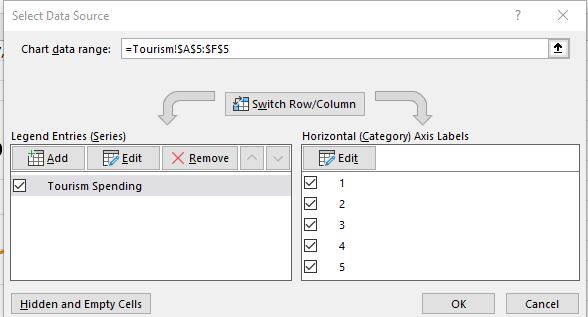 Select Data Source
? ×
Chart data range: =Tourism!$A$5:$F$5
Switch Row/Column
Legend Entries (Series)
Add Edit Remove
Tourism Spending
Horizontal (Category) Axis Labels
Edit
1
2
3
4
5
Hidden and Empty Cells
OK Cancel